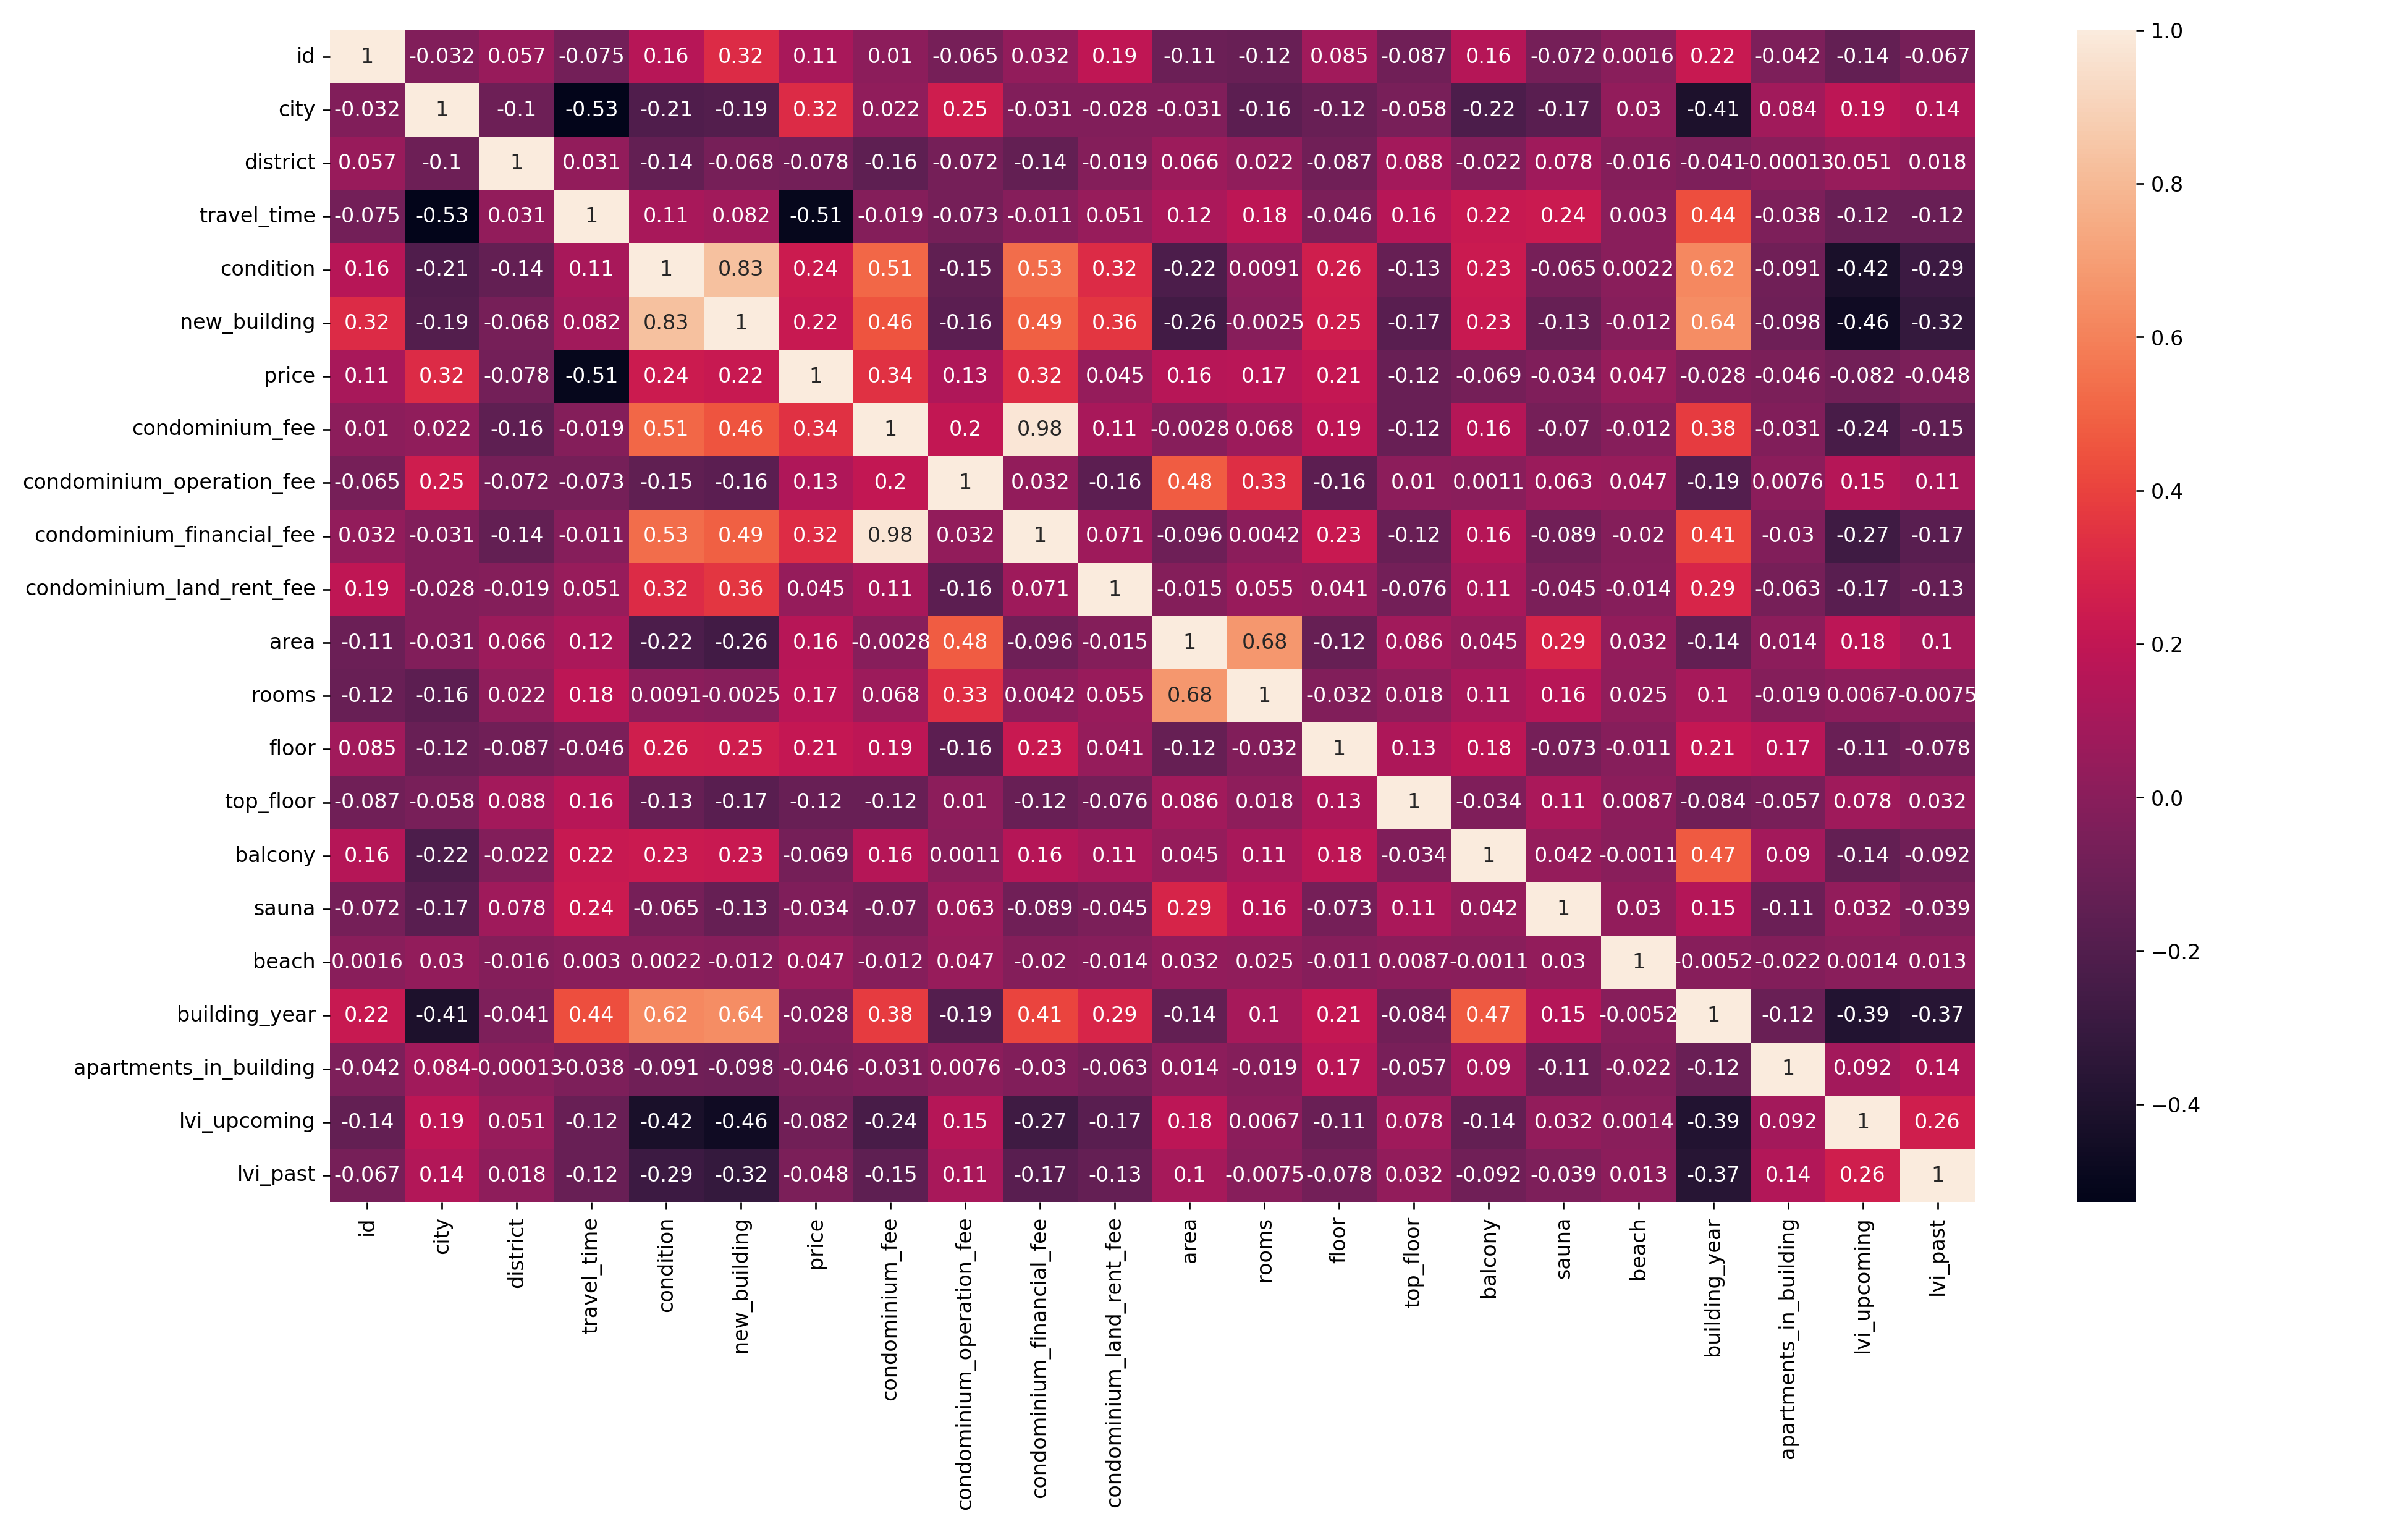 id 1 -0.032 0.057 -0.075 0.16 0.32 0.11 0.01 -0.065 0.032 0.19 -0.11 -0.12 0.085 -0.087 0.16 -0.072 0.0016 0.22 -0.042 -0.14 -0.067
city -0.032 1 -0.1 -0.53 -0.21 -0.19 0.32 0.022 0.25 -0.031 -0.028 -0.031 -0.16 -0.12 -0.058 -0.22 -0.17 0.03 -0.41 0.084 0.19 0.14
district 0.057 -0.1 1 0.031 -0.14 -0.068 -0.078 -0.16 -0.072 -0.14 -0.019 0.066 0.022 -0.087 0.088 -0.022 0.078 -0.016 -0.041 -0.00013 0.051 0.018
travel_time -0.075 -0.53 0.031 1 0.11 0.082 -0.51 -0.019 -0.073 -0.011 0.051 0.12 0.18 -0.046 0.16 0.22 0.24 0.003 0.44 -0.038 -0.12 -0.12
condition 0.16 -0.21 -0.14 0.11 1 0.83 0.24 0.51 -0.15 0.53 0.32 -0.22 0.0091 0.26 -0.13 0.23 -0.065 0.0022 0.62 -0.091 -0.42 -0.29
new_building 0.32 -0.19 -0.068 0.082 0.83 1 0.22 0.46 -0.16 0.49 0.36 -0.26 -0.0025 0.25 -0.17 0.23 -0.13 -0.012 0.64 -0.098 -0.46 -0.32
price 0.11 0.32 -0.078 -0.51 0.24 0.22 1 0.34 0.13 0.32 0.045 0.16 0.17 0.21 -0.12 -0.069 -0.034 0.047 -0.028 -0.046 -0.082 -0.048
condominium_fee 0.01 0.022 -0.16 -0.019 0.51 0.46 0.34 1 0.2 0.98 0.11 -0.0028 0.068 0.19 -0.12 0.16 -0.07 -0.012 0.38 -0.031 -0.24 -0.15
condominium_operation_fee -0.065 0.25 -0.072 -0.073 -0.15 -0.16 0.13 0.2 1 0.032 -0.16 0.48 0.33 -0.16 0.01 0.0011 0.063 0.047 -0.19 0.0076 0.15 0.11
condominium_financial_fee 0.032 -0.031 -0.14 -0.011 0.53 0.49 0.32 0.98 0.032 1 0.071 -0.096 0.0042 0.23 -0.12 0.16 -0.089 -0.02 0.41 -0.03 -0.27 -0.17
condominium_land_rent_fee 0.19 -0.028 -0.019 0.051 0.32 0.36 0.045 0.11 -0.16 0.071 1 -0.015 0.055 0.041 -0.076 0.11 -0.045 -0.014 0.29 -0.063 -0.17 -0.13
area -0.11 -0.031 0.066 0.12 -0.22 -0.26 0.16 -0.0028 0.48 -0.096 -0.015 1 0.68 -0.12 0.086 0.045 0.29 0.032 -0.14 0.014 0.18 0.1
rooms -0.12 -0.16 0.022 0.18 0.0091 -0.0025 0.17 0.068 0.33 0.0042 0.055 0.68 1 -0.032 0.018 0.11 0.16 0.025 0.1 -0.019 0.0067 -0.0075
floor 0.085 -0.12 -0.087 -0.046 0.26 0.25 0.21 0.19 -0.16 0.23 0.041 -0.12 -0.032 1 0.13 0.18 -0.073 -0.011 0.21 0.17 -0.11 -0.078
top_floor -0.087 -0.058 0.088 0.16 -0.13 -0.17 -0.12 -0.12 0.01 -0.12 -0.076 0.086 0.018 0.13 1 -0.034 0.11 0.0087 -0.084 -0.057 0.078 0.032
balcony 0.16 -0.22 -0.022 0.22 0.23 0.23 -0.069 0.16 0.0011 0.16 0.11 0.045 0.11 0.18 -0.034 1 0.042 -0.0011 0.47 0.09 -0.14 -0.092
sauna -0.072 -0.17 0.078 0.24 -0.065 -0.13 -0.034 -0.07 0.063 -0.089 -0.045 0.29 0.16 -0.073 0.11 0.042 1 0.03 0.15 -0.11 0.032 -0.039
beach 0.0016 0.03 -0.016 0.003 0.0022 -0.012 0.047 -0.012 0.047 -0.02 -0.014 0.032 0.025 -0.011 0.0087 -0.0011 0.03 1 -0.0052 -0.022 0.0014 0.013
building_year 0.22 -0.41 -0.041 0.44 0.62 0.64 -0.028 0.38 -0.19 0.41 0.29 -0.14 0.1 0.21 -0.084 0.47 0.15 -0.0052 1 -0.12 -0.39 -0.37
apartments_in_building -0.042 0.084 -0.00013 -0.038 -0.091 -0.098 -0.046 -0.031 0.0076 -0.03 -0.063 0.014 -0.019 0.17 -0.057 0.09 -0.11 -0.022 -0.12 1 0.092 0.14
lvi_upcoming -0.14 0.19 0.051 -0.12 -0.42 -0.46 -0.082 -0.24 0.15 -0.27 -0.17 0.18 0.0067 -0.11 0.078 -0.14 0.032 0.0014 -0.39 0.092 1 0.26
lvi_past -0.067 0.14 0.018 -0.12 -0.29 -0.32 -0.048 -0.15 0.11 -0.17 -0.13 0.1 -0.0075 -0.078 0.032 -0.092 -0.039 0.013 -0.37 0.14 0.26 1
id
city
district
travel_time
condition
new_building
price
condominium_fee
condominium_operation_fee
condominium_financial_fee
condominium_land_rent_fee
area
rooms
floor
top_floor
balcony
sauna
beach
building_year
apartments_in_building
lvi_upcoming
lvi_past
1.0
0.8
0.6
0.4
0.2
0.0
−0.2
−0.4